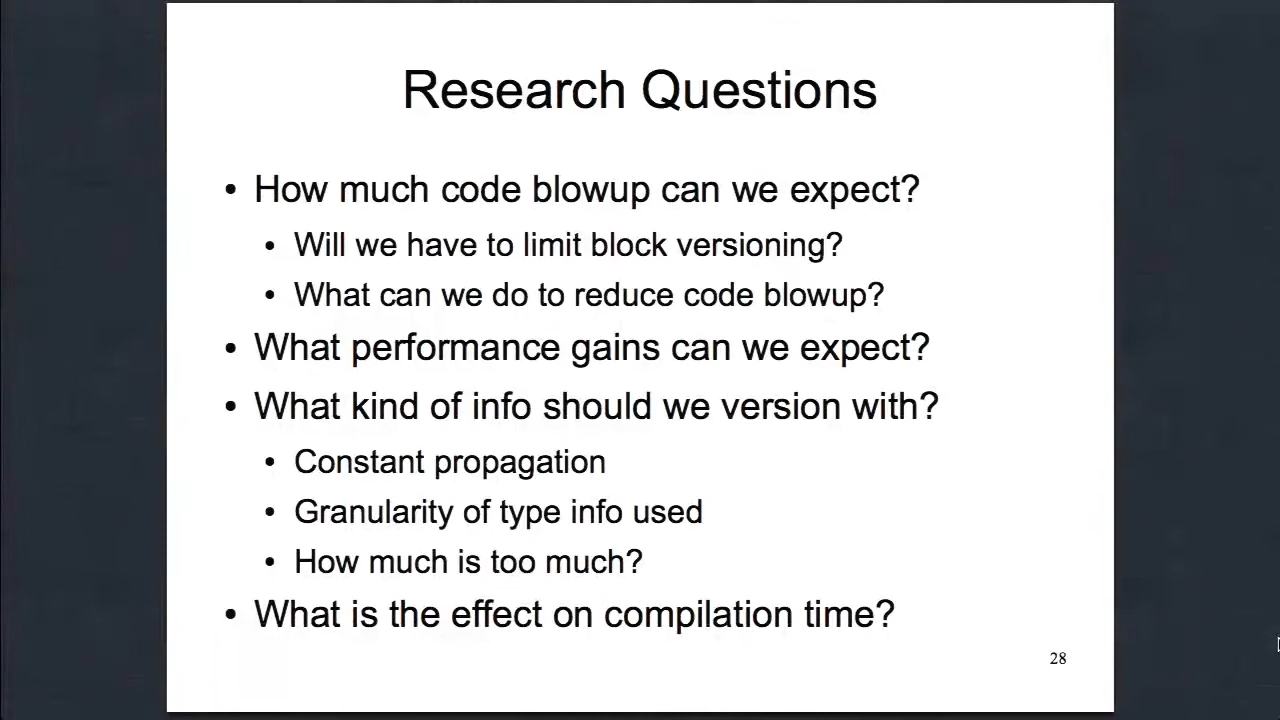 Research Questions
• How much code blowup can we expect?
• Will we have to limit block versioning?
• What can we do to reduce code blowup?
• What performance gains can we expect?
• What kind of info should we version with?
• Constant propagation
• Granularity of type info used
• How much is too much?
• What is the effect on compilation time?
28